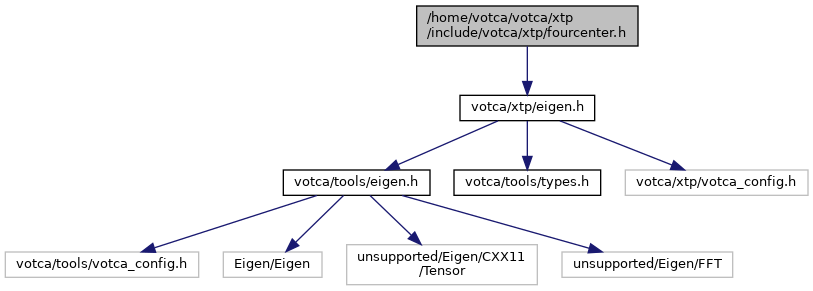 /home/votca/votca/xtp
/include/votca/xtp/fourcenter.h
votca/xtp/eigen.h
votca/tools/eigen.h
votca/tools/types.h
votca/xtp/votca_config.h
votca/tools/votca_config.h
Eigen/Eigen
unsupported/Eigen/CXX11
/Tensor
unsupported/Eigen/FFT